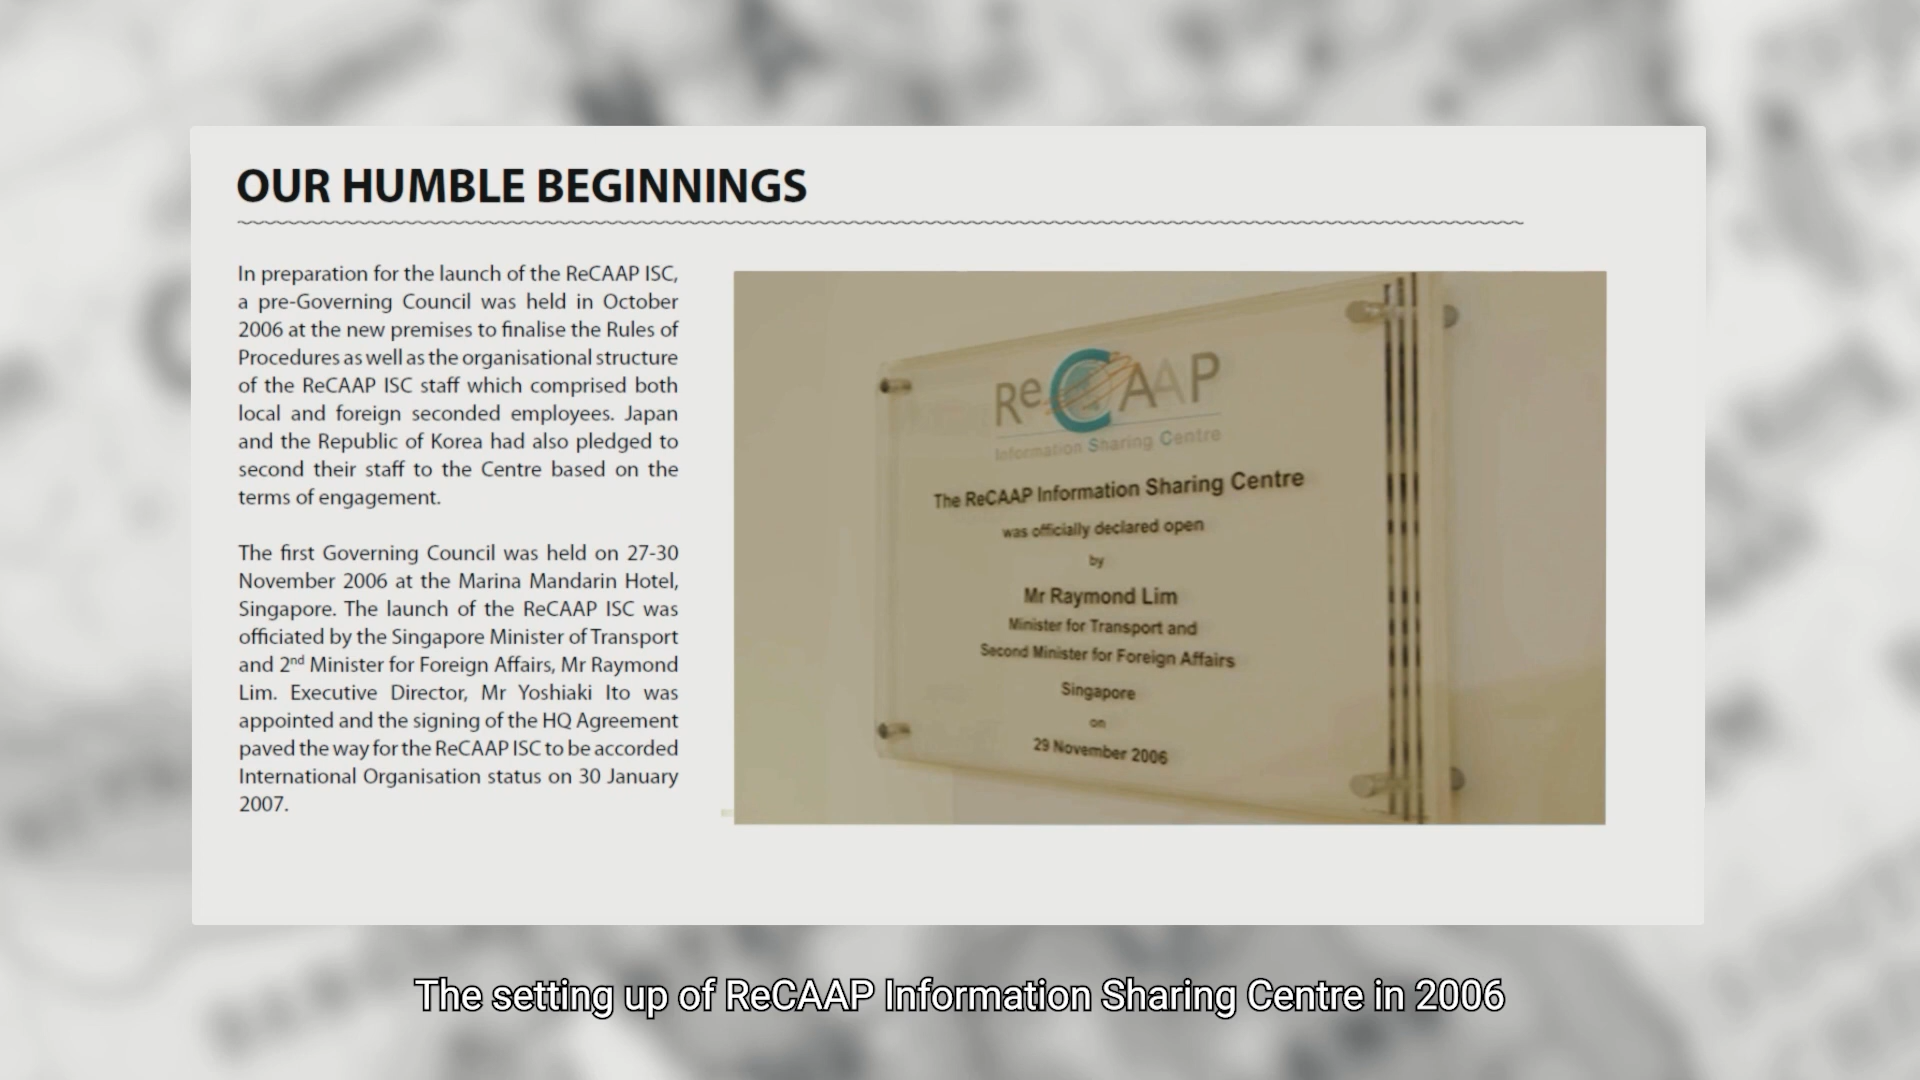 OUR HUMBLE BEGINNINGS
In preparation for the launch of the ReCAAP ISC,
a pre-Governing Council was held in October
2006 at the new premises to finalise the Rules of
Procedures as well as the organisational structure
of the ReCAAP ISC staff which comprised both
local and foreign seconded employees. Japan
and the Republic of Korea had also pledged to
second their staff to the Centre based on the
terms of engagement.
The first Governing Council was held on 27-30
November 2006 at the Marina Mandarin Hotel,
Singapore. The launch of the ReCAAP ISC was
officiated by the Singapore Minister of Transport
and 2nd Minister for Foreign Affairs, Mr Raymond
Lim. Executive Director, Mr Yoshiaki Ito was
appointed and the signing of the HQ Agreement
paved the way for the ReCAAP ISC to be accorded
International Organisation status on 30 January
2007.
ReCAAP
Information Sharing Centre
The ReCAAP Information Sharing Centre
was officially declared open
by
Mr Raymond Lim
Minister for Transport and
Second Minister for Foreign Affairs
Singapore
on
29 November 2006
The setting up of ReCAAP Information Sharing Centre in 2006